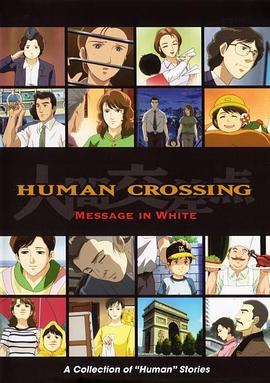 人間交差点
HUMAN CROSSING
MESSAGE IN WHITE
A Collection of "Human" Stories